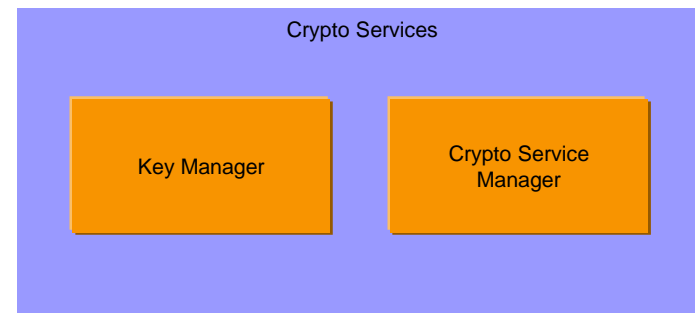 Crypto Services
Key Manager
Crypto Service
Manager